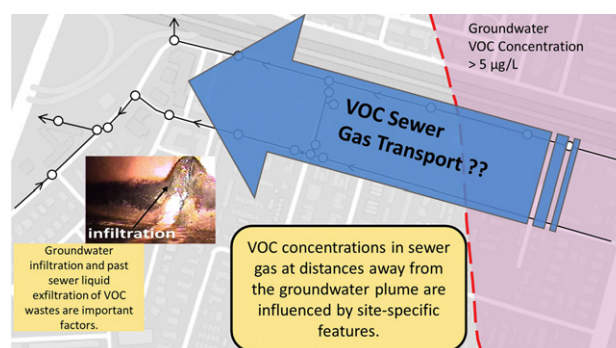 Groundwater
VOC Concentration
> 5 µg/L
VOC Sewer
Gas Transport ??
infiltration
Groundwater
infiltration and past
sewer liquid
exfiltration of VOC
wastes are important
factors.
VOC concentrations in sewer
gas at distances away from
the groundwater plume are
influenced by site-specific
features.